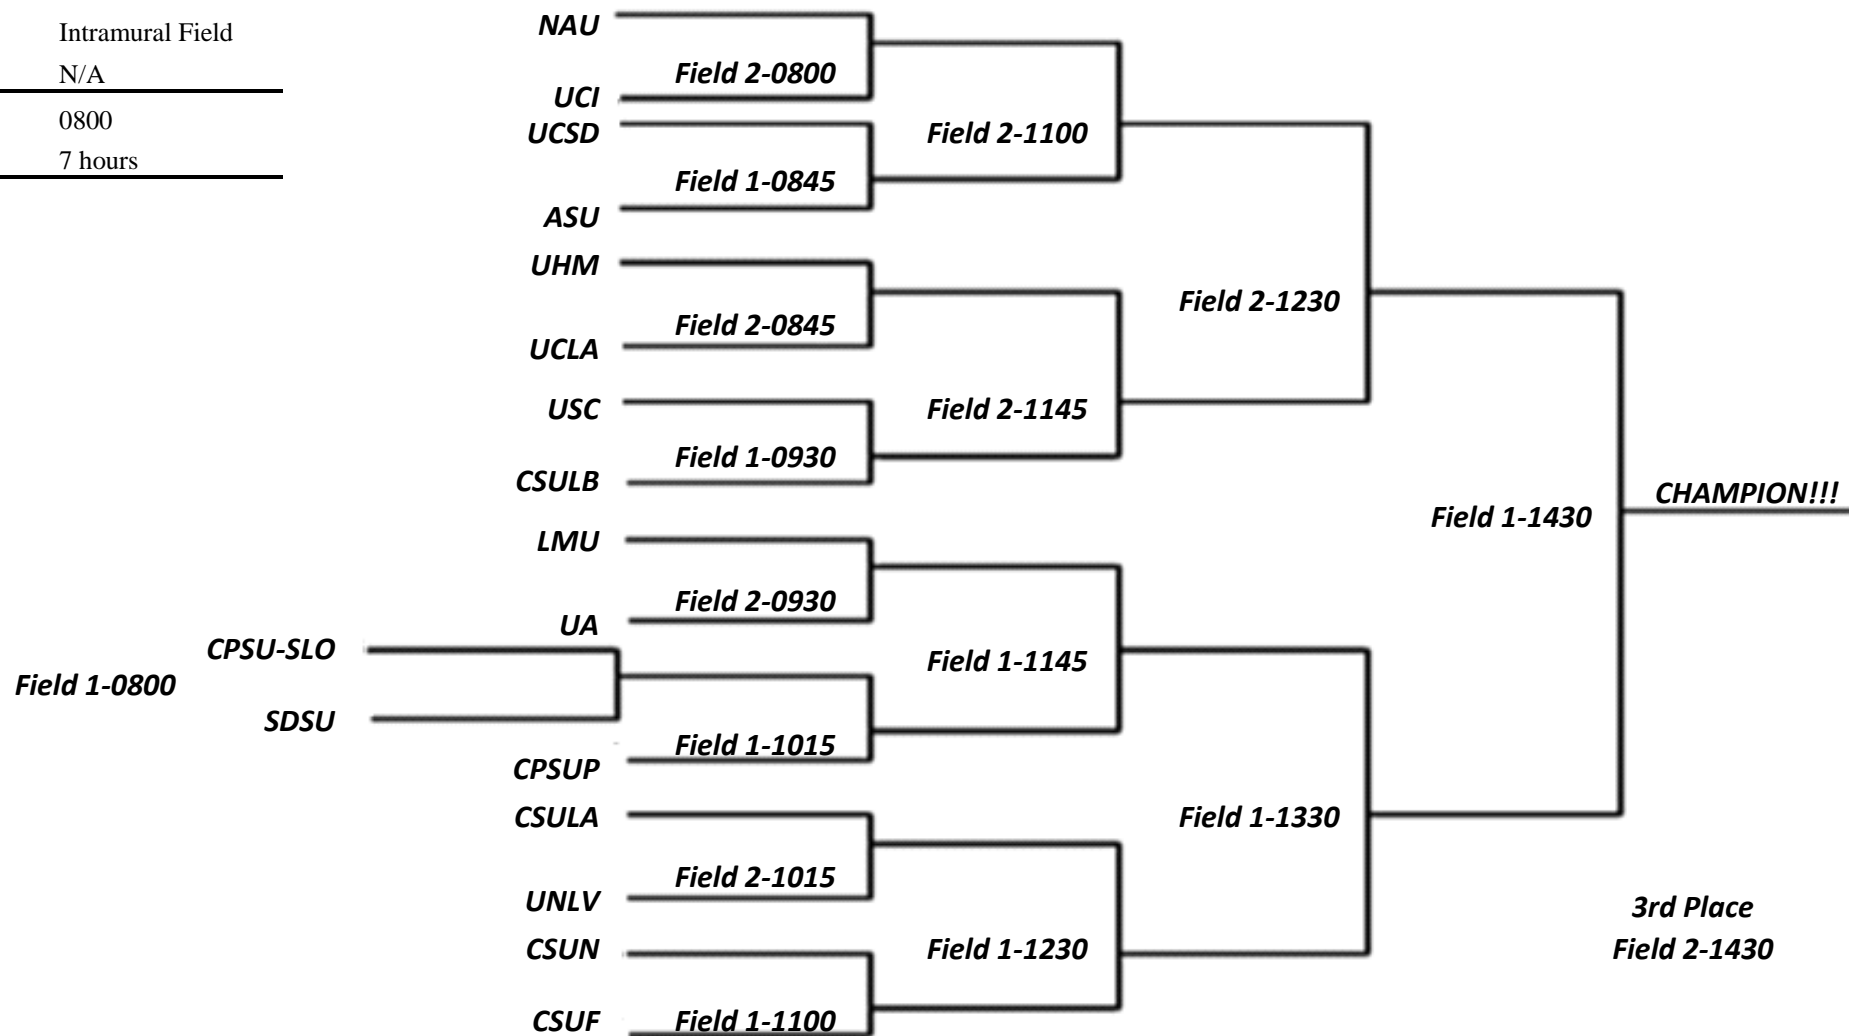 Intramural Field
N/A
0800
7 hours
NAU
Field 2-0800
UCI
UCSD
Field 2-1100
Field 1-0845
ASU
UHM
Field 2-1230
Field 2-0845
UCLA
USC
Field 2-1145
Field 1-0930
CSULB
CHAMPION!!!
Field 1-1430
LMU
Field 2-0930
UA
CPSU-SLO
Field 1-1145
Field 1-0800
SDSU
Field 1-1015
CPSUP
CSULA
Field 1-1330
Field 2-1015
UNLV
3rd Place
CSUN
Field 1-1230
Field 2-1430
CSUF
Field 1-1100